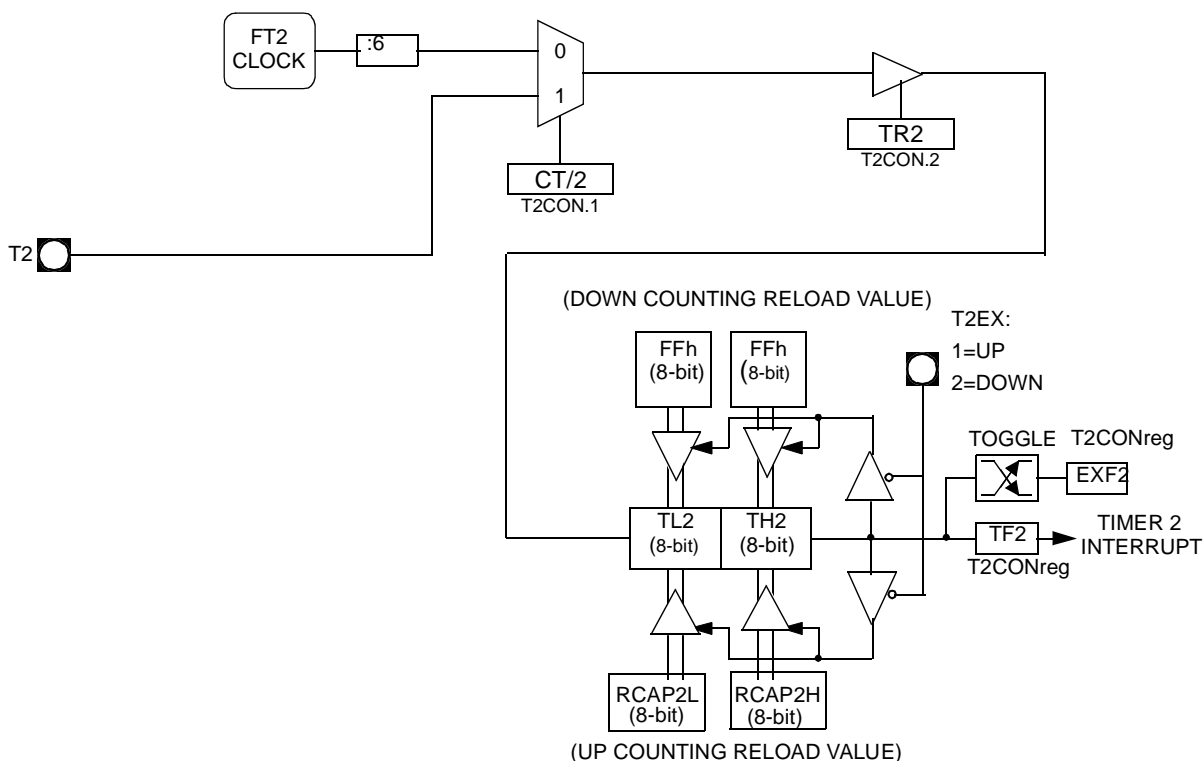 FT2
CLOCK
:6
0
1
TR2
T2CON.2
CT/2
T2CON.1
T2
(DOWN COUNTING RELOAD VALUE)
T2EX:
1=UP
2=DOWN
FFh
(8-bit)
FFh
(8-bit)
TOGGLE
T2CONreg
EXF2
TL2
(8-bit)
TH2
(8-bit)
TF2
T2CONreg
TIMER 2
INTERRUPT
RCAP2L
(8-bit)
RCAP2H
(8-bit)
(UP COUNTING RELOAD VALUE)